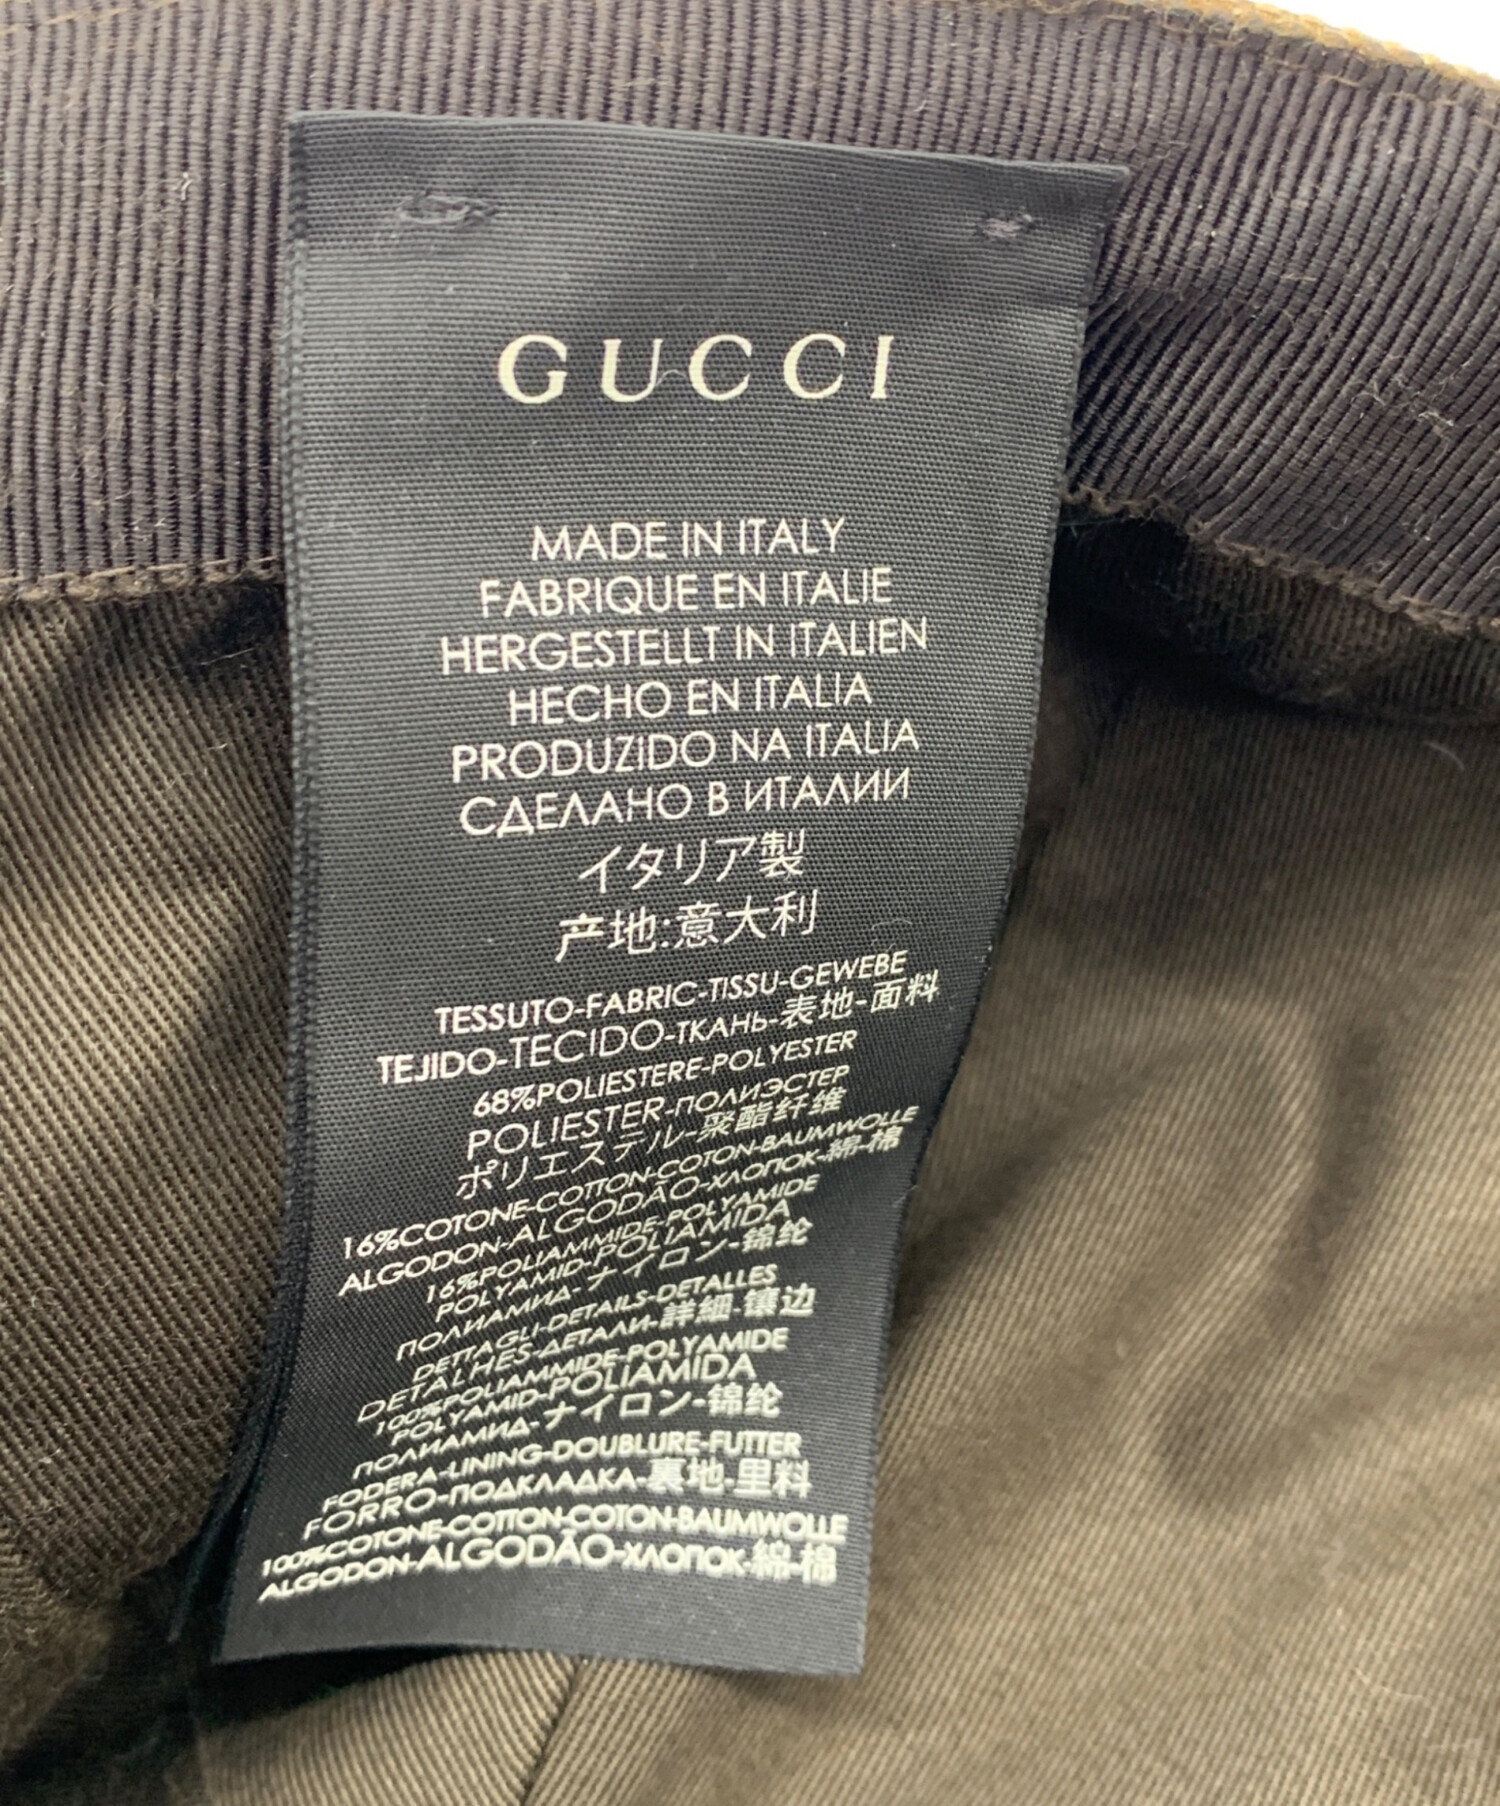 GUCCI
MADE IN ITALY
FABRIQUE EN ITALIE
HERGESTELLT IN ITALIEN
HECHO EN ITALIA
PRODUZIDO NA ITALIA
СДЕЛАНО В ИТАЛИИ
イタリア製
产地:意大利
TESSUTO-FABRIC-TISSU-GEWEBE
TEJIDO-TECIDO-ТКАНЬ-表地-面料
68%POLIESTERE-POLYESTER
POLIESTER-ПОЛИЭСТЕР
ポリエステル-聚酯纤维
16%COTONE-COTTON-COTON-BAUMWOLLE
ALGODON-ALGODÃO-ХЛОПОК-綿-棉
16%POLIAMMIDE-POLYAMIDE
POLYAMID-POLIAMIDA
ПОЛИАМИД-ナイロン-锦纶
DETTAGLI-DETAILS-DETALLES
DETALHES-ДЕТАЛИ-詳細-镶边
100%POLIAMMIDE-POLYAMIDE
POLYAMID-POLIAMIDA
ПОЛИАМИД-ナイロン-锦纶
FODERA-LINING-DOUBLURE-FUTTER
FORRO-ПОДКЛАДКА-裏地-里料
100%COTONE-COTTON-COTON-BAUMWOLLE
ALGODON-ALGODÃO-ХЛОПОК-綿-棉